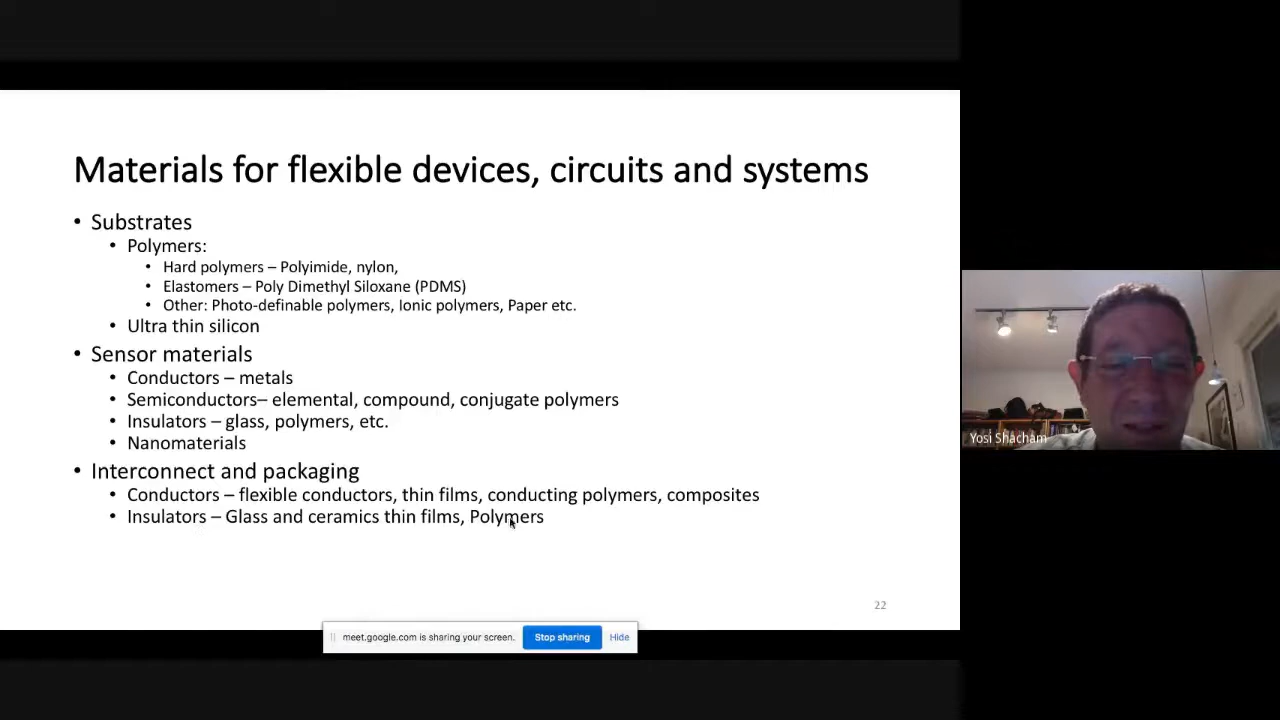 Materials for flexible devices, circuits and systems
• Substrates
• Polymers:
• Hard polymers – Polyimide, nylon,
• Elastomers – Poly Dimethyl Siloxane (PDMS)
• Other: Photo-definable polymers, Ionic polymers, Paper etc.
• Ultra thin silicon
• Sensor materials
• Conductors – metals
• Semiconductors– elemental, compound, conjugate polymers
• Insulators – glass, polymers, etc.
• Nanomaterials
• Interconnect and packaging
• Conductors – flexible conductors, thin films, conducting polymers, composites
• Insulators – Glass and ceramics thin films, Polymers
22
meet.google.com is sharing your screen. Stop sharing Hide
Yosi Shacham